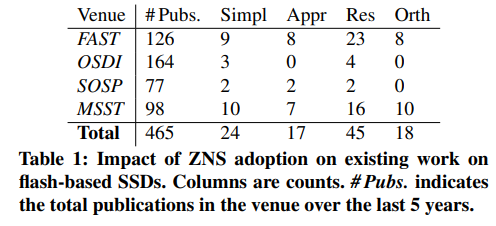 Venue # Pubs. Simpl Appr Res Orth
FAST 126 9 8 23 8
OSDI 164 3 0 4 0
SOSP 77 2 2 2 0
MSST 98 10 7 16 10
Total 465 24 17 45 18
Table 1: Impact of ZNS adoption on existing work on
flash-based SSDs. Columns are counts. # Pubs. indicates
the total publications in the venue over the last 5 years.